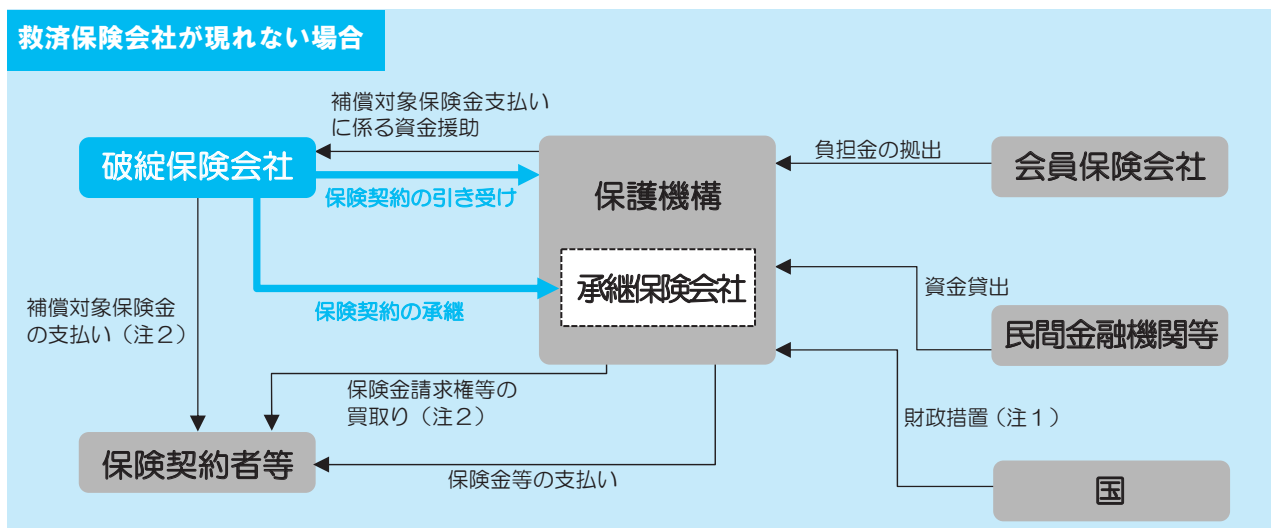 救済保険会社が現れない場合
補償対象保険金支払い
に係る資金援助
破綻保険会社
保険契約の引き受け
保護機構
負担金の拠出
会員保険会社
承継保険会社
保険契約の承継
補償対象保険金
の支払い（注２）
資金貸出
民間金融機関等
保険金請求権等の
買取り（注２）
財政措置（注１）
保険契約者等
保険金等の支払い
国